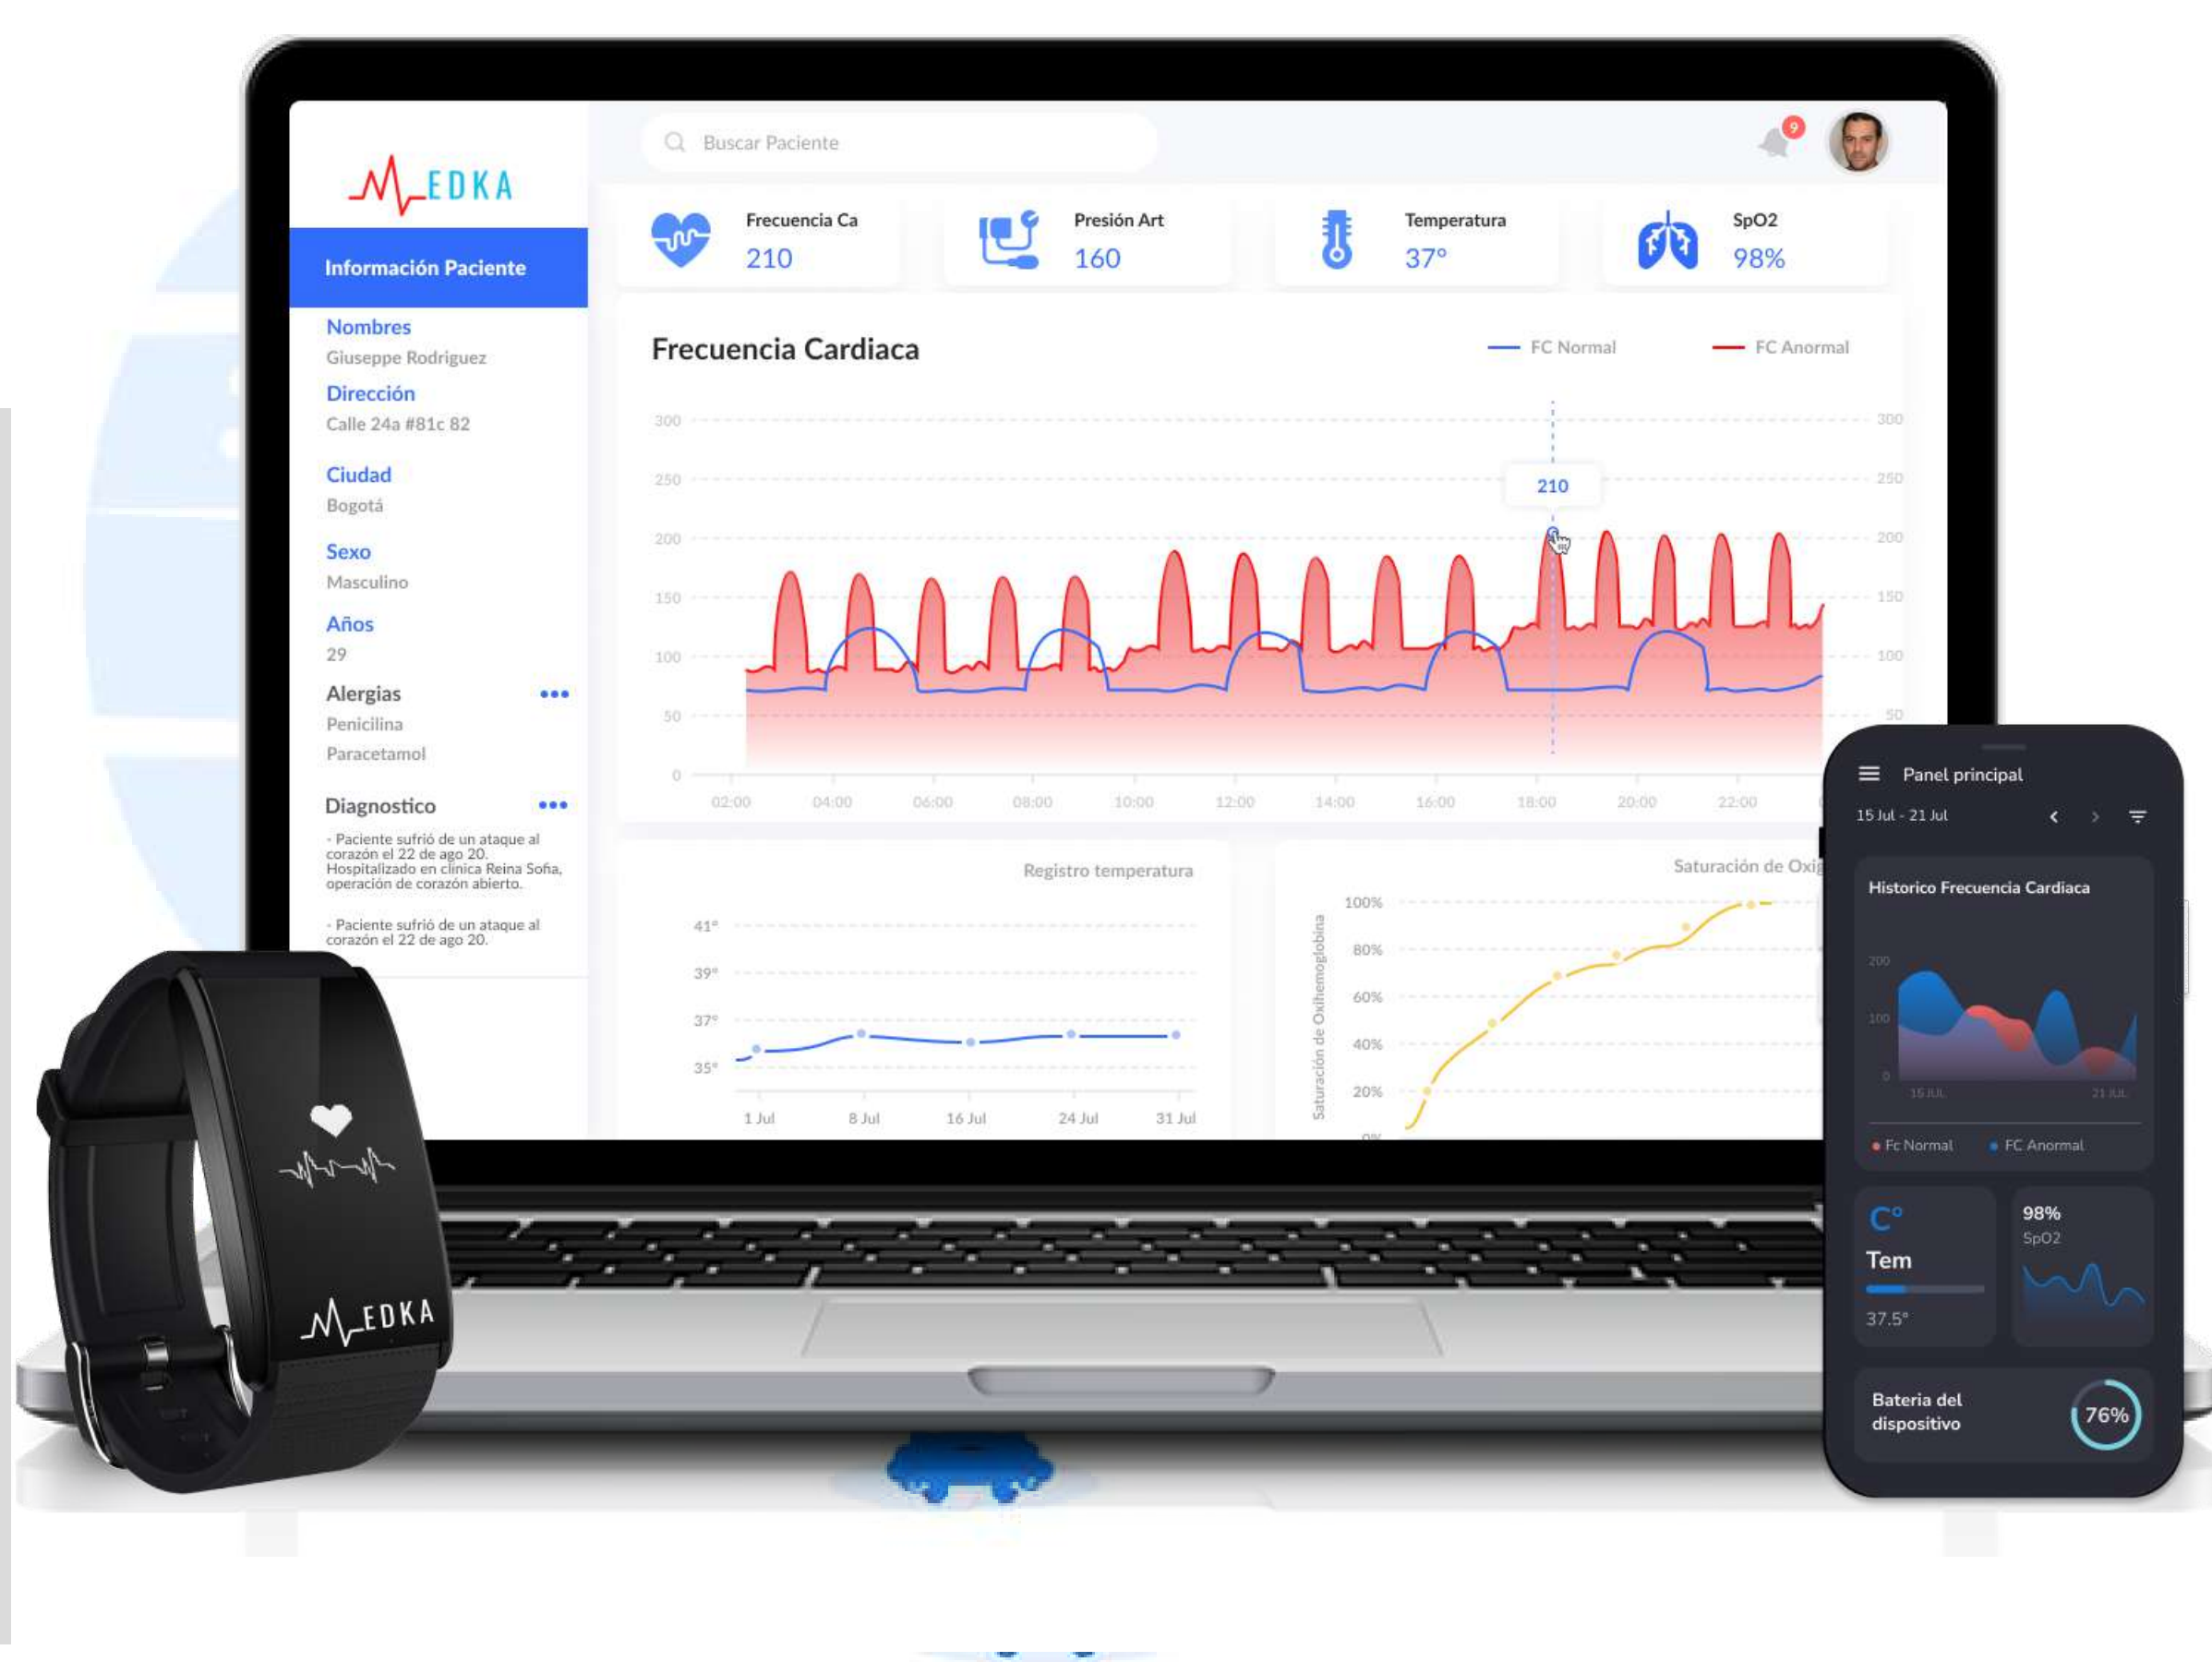 MEDKA
Buscar Paciente
9
Información Paciente
Nombres
Giuseppe Rodriguez
Dirección
Calle 24a #81c 82
Ciudad
Bogotá
Sexo
Masculino
Años
29
Alergias
Penicilina
Paracetamol
Diagnostico
- Paciente sufrió de un ataque al
corazón el 22 de ago 20.
Hospitalizado en clínica Reina Sofia,
operación de corazón abierto.
- Paciente sufrió de un ataque al
corazón el 22 de ago 20.
Frecuencia Ca
210
Presión Art
160
Temperatura
37°
SpO2
98%
Frecuencia Cardiaca
FC Normal
FC Anormal
300
250
200
150
100
50
0
300
250
200
150
100
50
210
02:00 04:00 06:00 08:00 10:00 12:00 14:00 16:00 18:00 20:00 22:00
Registro temperatura
41°
39°
37°
35°
1 Jul 8 Jul 16 Jul 24 Jul 31 Jul
Saturación de Oxig
Saturación de Oxihemoglobina
100%
80%
60%
40%
20%
0%
Panel principal
15 Jul - 21 Jul
Historico Frecuencia Cardiaca
200
100
0
15 JUL 21 JUL
Fc Normal FC Anormal
C°
Tem
37.5°
98%
SpO2
Bateria del
dispositivo
76%
MEDKA